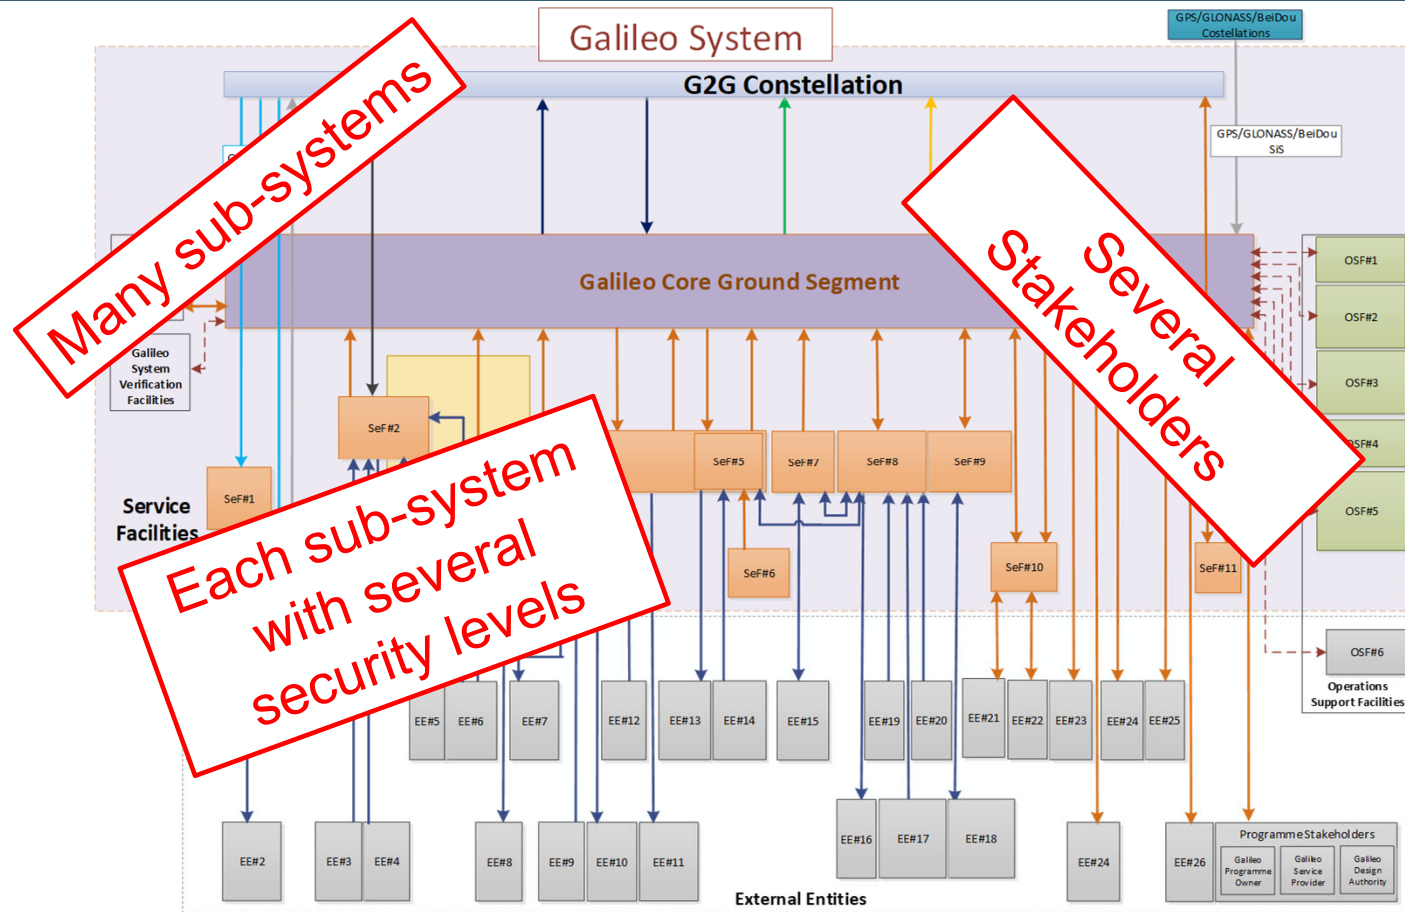 Galileo System
GPS/GLONASS/BeiDou
Costellations
G2G Constellation
GPS/GLONASS/BeiDou
SiS
Many sub-systems
Several
Stakeholders
Galileo Core Ground Segment
OSF#1
OSF#2
OSF#3
OSF#5
Galileo
System
Verification
Facilities
SeF#2
SeF#5
SeF#7
SeF#8
SeF#9
SeF#1
Service
Facilities
Each sub-system
with several
security levels
SeF#6
SeF#10
SeF#11
OSF#6
Operations
Support Facilities
EE#5
EE#6
EE#7
EE#12
EE#13
EE#14
EE#15
EE#19
EE#20
EE#21
EE#22
EE#23
EE#24
EE#25
EE#2
EE#3
EE#4
EE#8
EE#9
EE#10
EE#11
EE#16
EE#17
EE#18
EE#24
EE#26
Programme Stakeholders
Galileo
Programme
Owner
Galileo
Service
Provider
Galileo
Design
Authority
External Entities